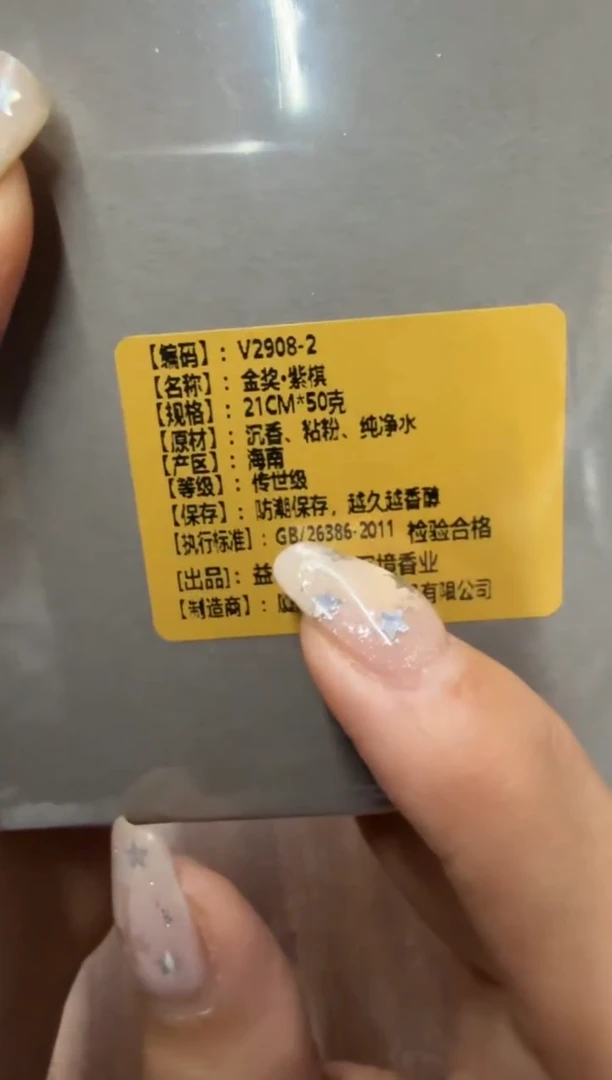 【编码】：V2908-2
【名称】：金奖·紫棋
【规格】：21CM*50克
【原材】：沉香、粘粉、纯净水
【产区】：海南
【等级】：传世级
【保存】：防潮保存，越久越香醇
【执行标准】：GB/26386-2011 检验合格
【出品】：益 境香业
【制造商】： 有限公司